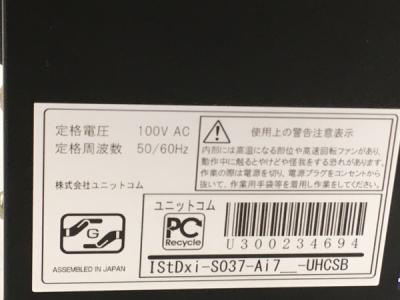 定格電圧 100V AC
定格周波数 50/60Hz
株式会社ユニットコム
使用上の警告注意表示
内部には高温になる部位や高速回転ファンがあり、
動作中に触るとやけどや怪我をする恐れがあります。
作業の際は電源を切り、電源プラグをコンセントから
抜いて、作業用手袋等を着用し作業してください。
G
ASSEMBLED IN JAPAN
ユニットコム
PC
Recycle
U300234694
IStDxi-S037-Ai7__-UHCSB